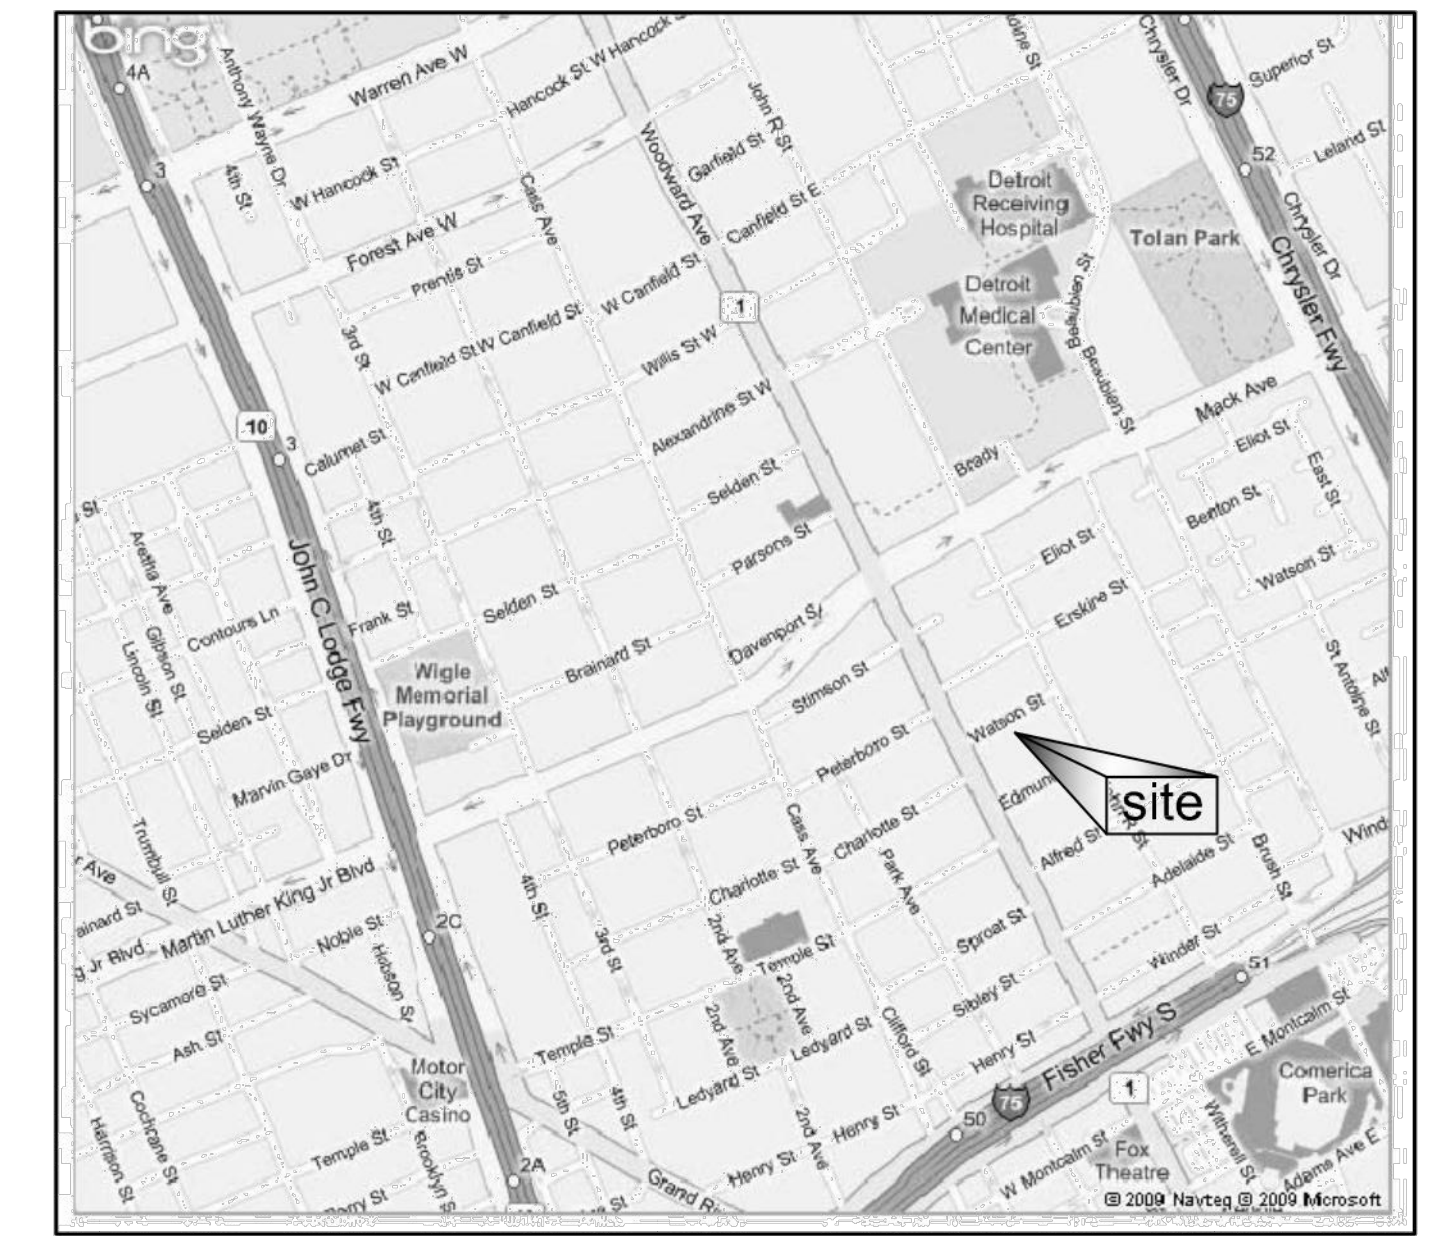 bing
4A
Anthony Wayne Dr
Warren Ave W
Hancock St W Hancock
Chrysler Dr
75
Superior St
3
4th St
W Hancock St
Cass Ave
Woodward Ave
John R St
Garfield St
Canfield St E
52
Leland St
Detroit
Receiving
Hospital
Tolan Park
Chrysler Dr
Chrysler Fwy
Forest Ave W
Prentis St
W Canfield St
1
Detroit
Medical
Center
Beaubien St
Beaubien St
3rd St
W Canfield St W Canfield St
Willis St W
Alexandrine St W
Mack Ave
10
3
Calumet St
Selden St
Brady
Eliot St
East St
4th St
Parsons St
Benton St
Aretha Ave
John C Lodge Fwy
Eliot St
Watson St
Contours Ln
Frank St
Selden St
Davenport St
Erskine St
Gibson St
Lincoln St
Wigle
Memorial
Playground
Brainard St
Stimson St
St Antoine St
Selden St
Peterboro St
Watson St
Marvin Gaye Dr
Edmun
site
Peterboro St
Cass Ave
Charlotte St
Alfred St
Adelaide St
Brush St
Wind
Trumbull St
r Ave
Martin Luther King Jr Blvd
4th St
Charlotte St
Park Ave
ainard St
g Jr Blvd
Noble St
2C
3rd St
2nd Ave
Temple St
Sproat St
Winder St
51
Hobson St
Sycamore St
2nd Ave
2nd Ave
Sibley St
Ash St
Temple St
Ledyard St
Clifford St
Henry St
Fisher Fwy S
E Montcalm St
Motor
City
Casino
5th St
4th St
Ledyard St
75
1
Comerica
Park
Cochrane St
Harrison St
2nd Ave
Henry St
50
Witherell St
Temple St
Brooklyn S
2A
Henry St
W Montcalm St
Fox
Theatre
Adams Ave E
Grand Ri
© 2009 Navteq © 2009 Microsoft